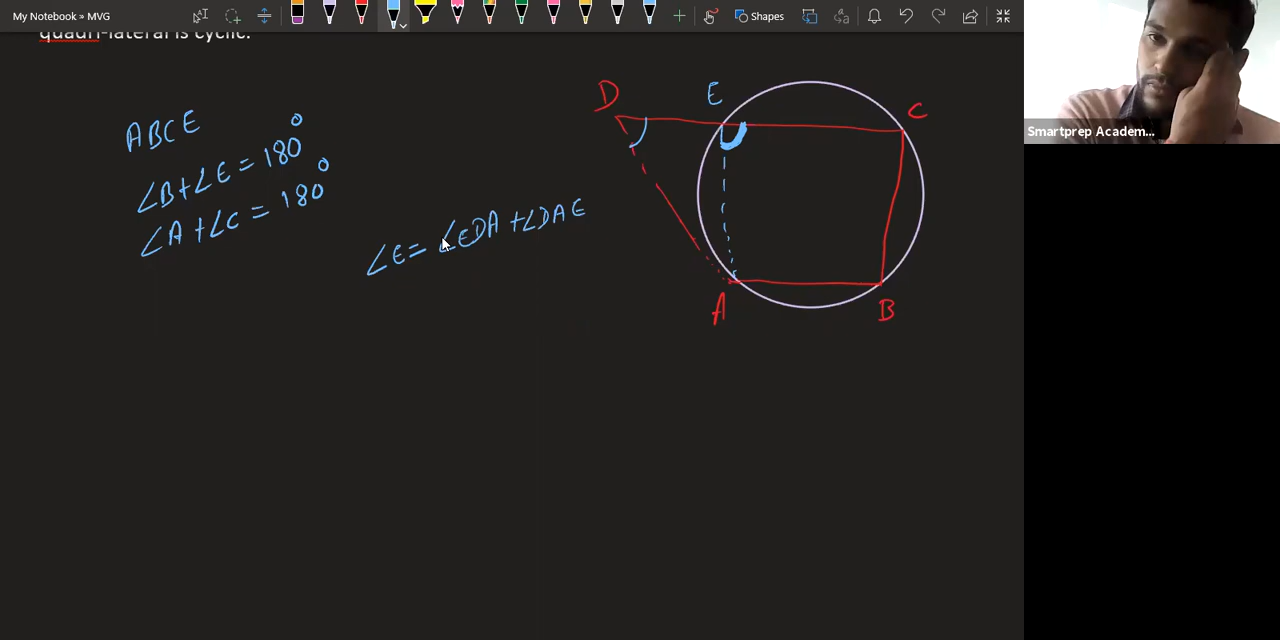 My Notebook » MVG
Shapes
quadri-lateral is cyclic.
Smartprep Academ...
ABCE
∠B+∠E=180°
∠A+∠C=180°
∠E=∠EDA+∠DAE
D
E
C
A
B